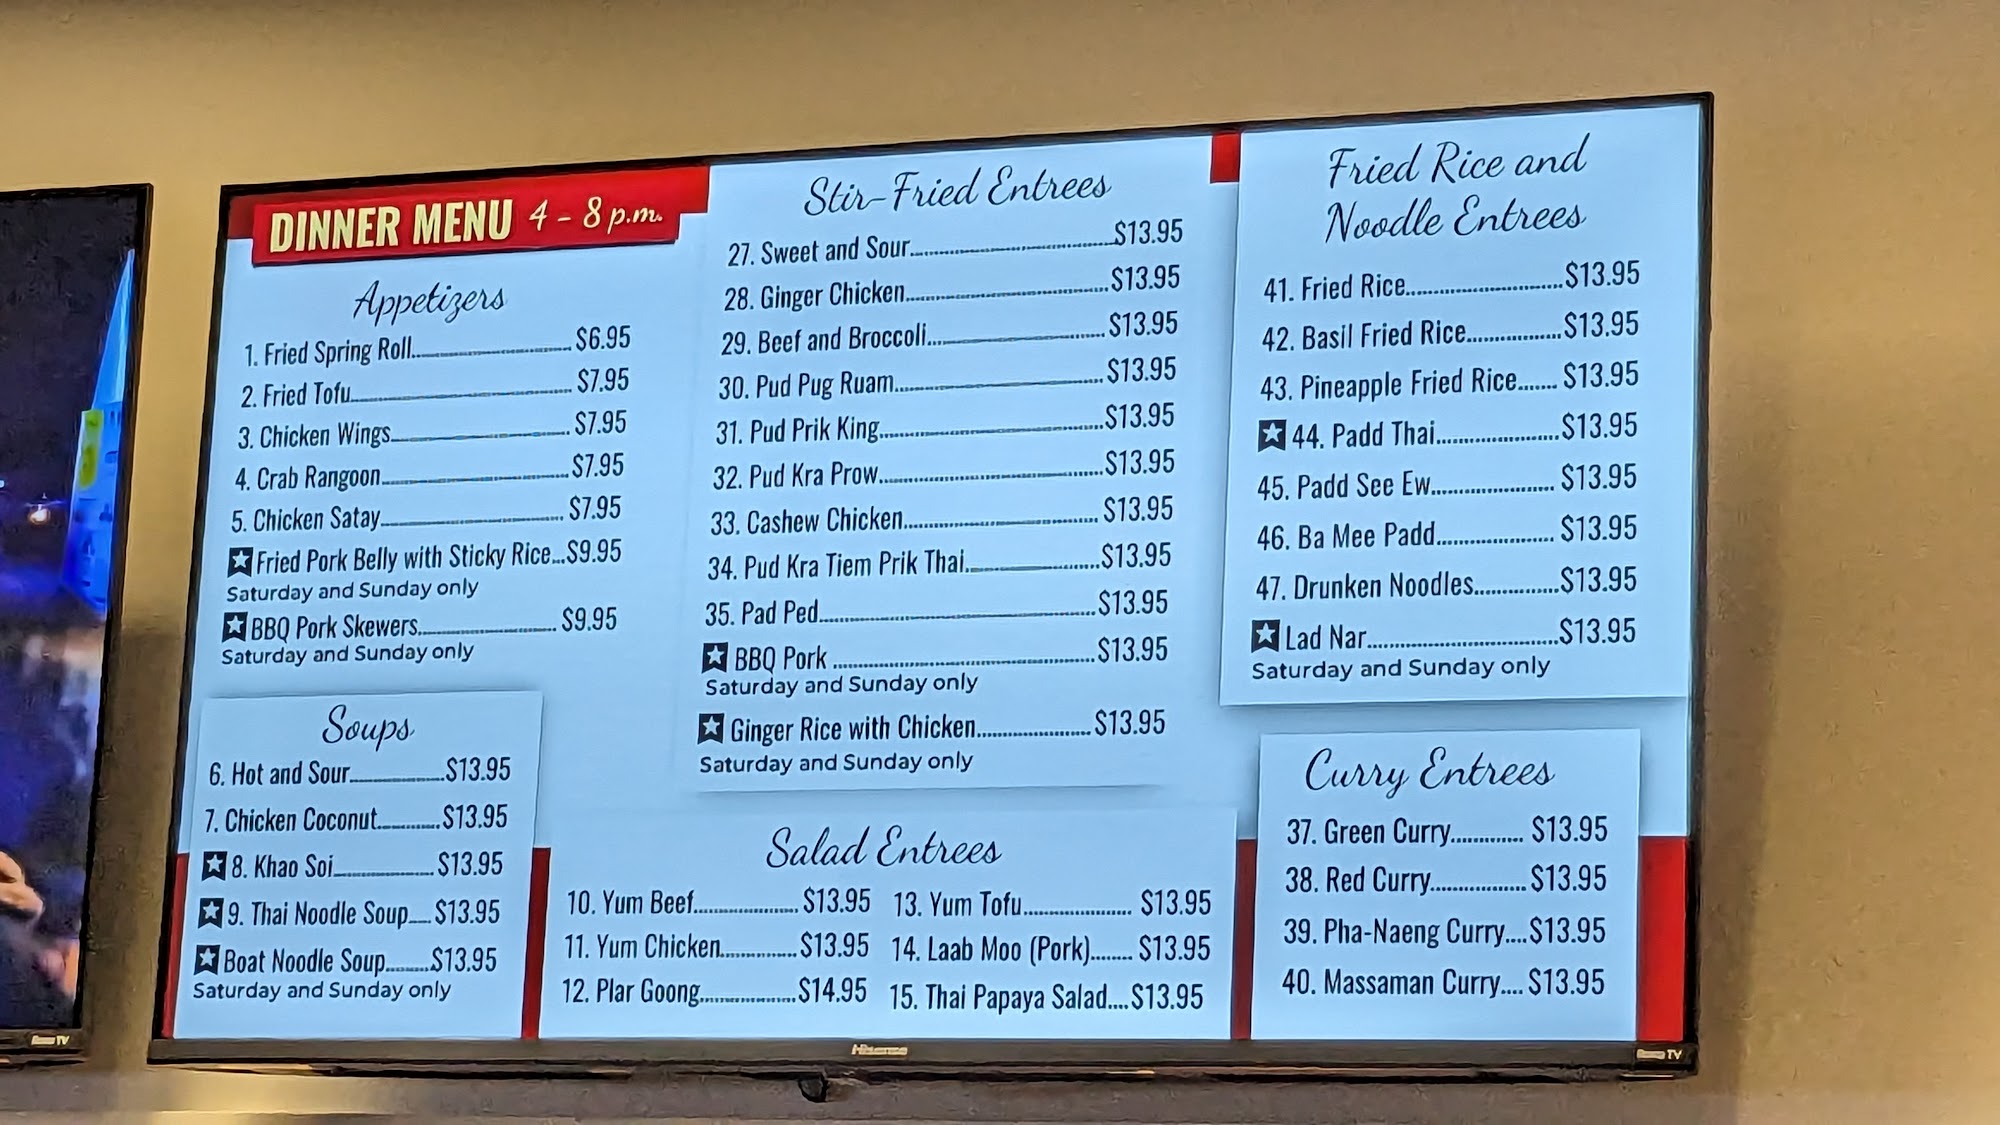 DINNER MENU 4 - 8 p.m.
Appetizers
1. Fried Spring Roll $6.95
2. Fried Tofu $7.95
3. Chicken Wings $7.95
4. Crab Rangoon $7.95
5. Chicken Satay $7.95
Fried Pork Belly with Sticky Rice $9.95
Saturday and Sunday only
BBQ Pork Skewers $9.95
Saturday and Sunday only
Soups
6. Hot and Sour $13.95
7. Chicken Coconut $13.95
8. Khao Soi $13.95
9. Thai Noodle Soup $13.95
Boat Noodle Soup $13.95
Saturday and Sunday only
Stir-Fried Entrees
27. Sweet and Sour $13.95
28. Ginger Chicken $13.95
29. Beef and Broccoli $13.95
30. Pud Pug Ruam $13.95
31. Pud Prik King $13.95
32. Pud Kra Prow $13.95
33. Cashew Chicken $13.95
34. Pud Kra Tiem Prik Thai $13.95
35. Pad Ped $13.95
BBQ Pork $13.95
Saturday and Sunday only
Ginger Rice with Chicken $13.95
Saturday and Sunday only
Salad Entrees
10. Yum Beef $13.95
11. Yum Chicken $13.95
12. Plar Goong $14.95
13. Yum Tofu $13.95
14. Laab Moo (Pork) $13.95
15. Thai Papaya Salad $13.95
Fried Rice and
Noodle Entrees
41. Fried Rice $13.95
42. Basil Fried Rice $13.95
43. Pineapple Fried Rice $13.95
44. Padd Thai $13.95
45. Padd See Ew $13.95
46. Ba Mee Padd $13.95
47. Drunken Noodles $13.95
Lad Nar $13.95
Saturday and Sunday only
Curry Entrees
37. Green Curry $13.95
38. Red Curry $13.95
39. Pha-Naeng Curry $13.95
40. Massaman Curry $13.95
Roku TV
Hisense
Roku TV